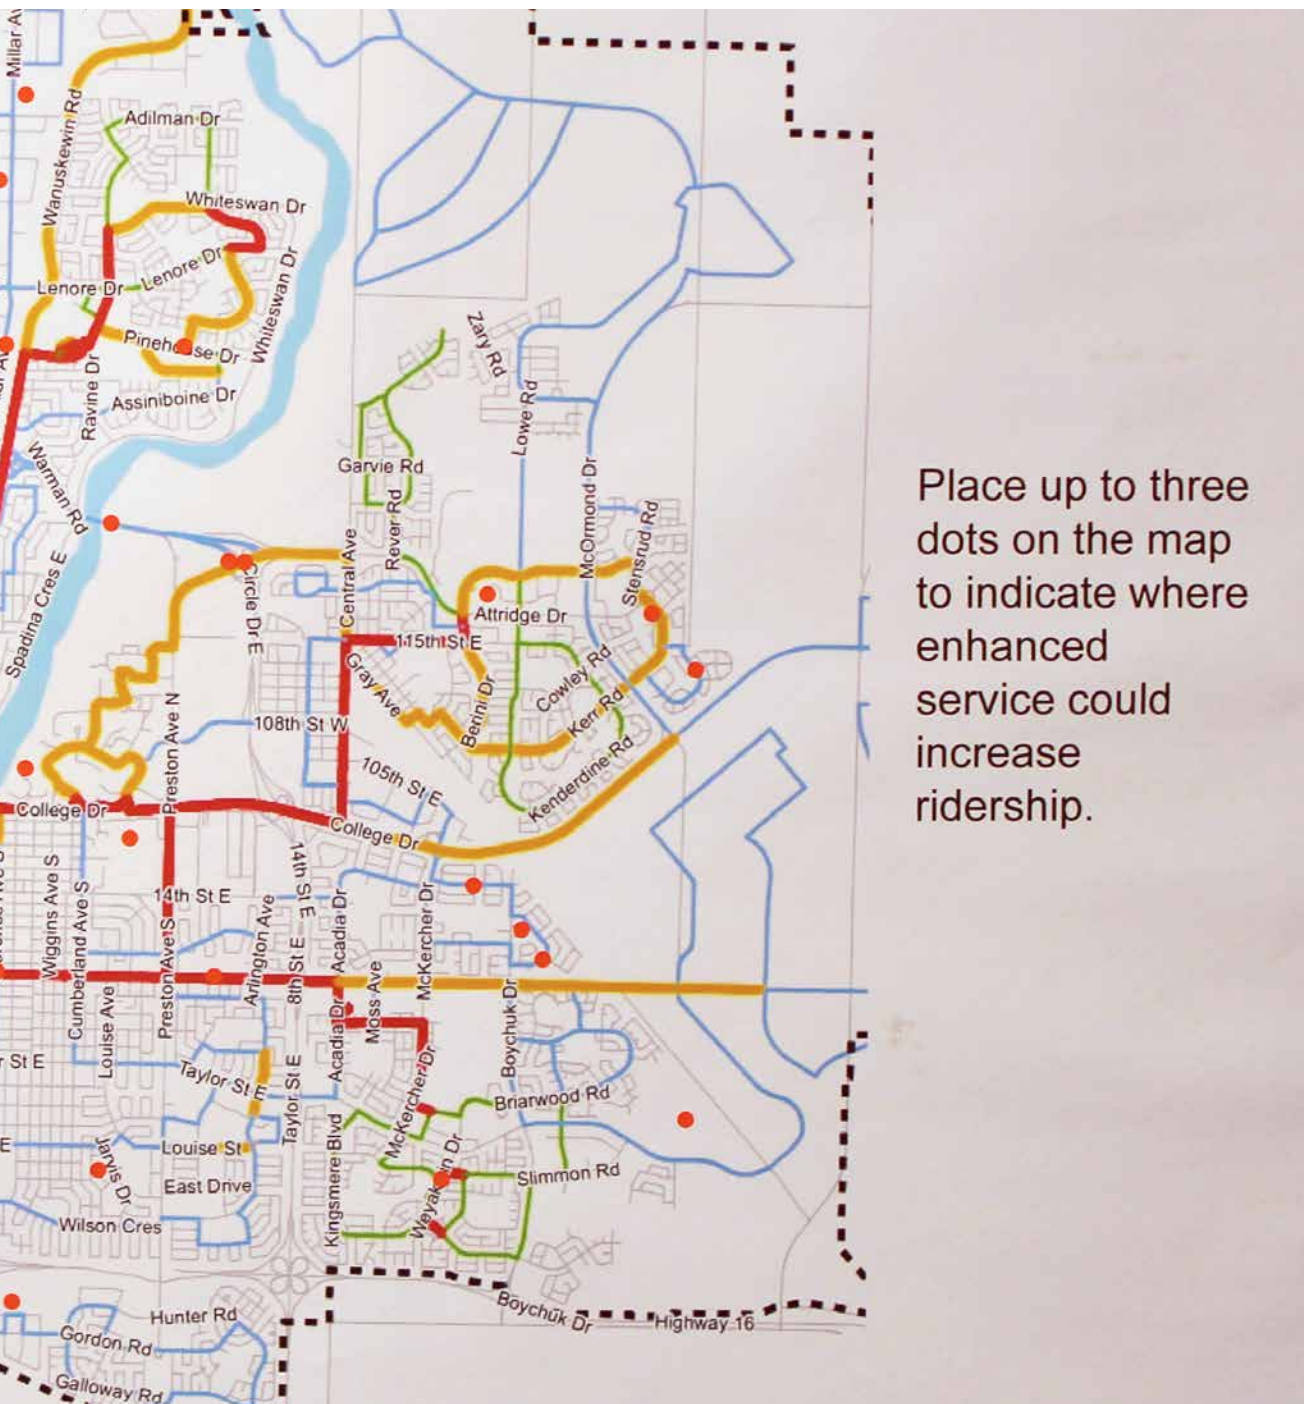 Millar Av
Wanuskewin Rd
Adilman Dr
Whiteswan Dr
Lenore Dr
Lenore Dr
Whiteswan Dr
Pinehouse Dr
Ravine Dr
Assiniboine Dr
Zary Rd
Lowe Rd
Warman Rd
Garvie Rd
Rever Rd
McOrmond Dr
Stensrud Rd
Place up to three
dots on the map
to indicate where
enhanced
service could
increase
ridership.
Spadina Cres E
Circle Dr E
Central Ave
Attridge Dr
115th St E
Gray Ave
Berini Dr
Cowley Rd
Kerr Rd
Preston Ave N
108th St W
105th St E
Kenderdine Rd
College Dr
College Dr
Wiggins Ave S
Cumberland Ave S
14th St E
14th St E
Preston Ave S
Arlington Ave
8th St E
Acadia Dr
McKercher Dr
Louise Ave
Moss Ave
Acadia Dr
Boychuk Dr
r St E
Taylor St E
Taylor St E
McKercher Dr
Briarwood Rd
E
Jarvis Dr
Louise St
East Drive
Kingsmere Blvd
Slimmon Rd
Wilson Cres
Hunter Rd
Gordon Rd
Galloway Rd
Boychuk Dr
Highway 16